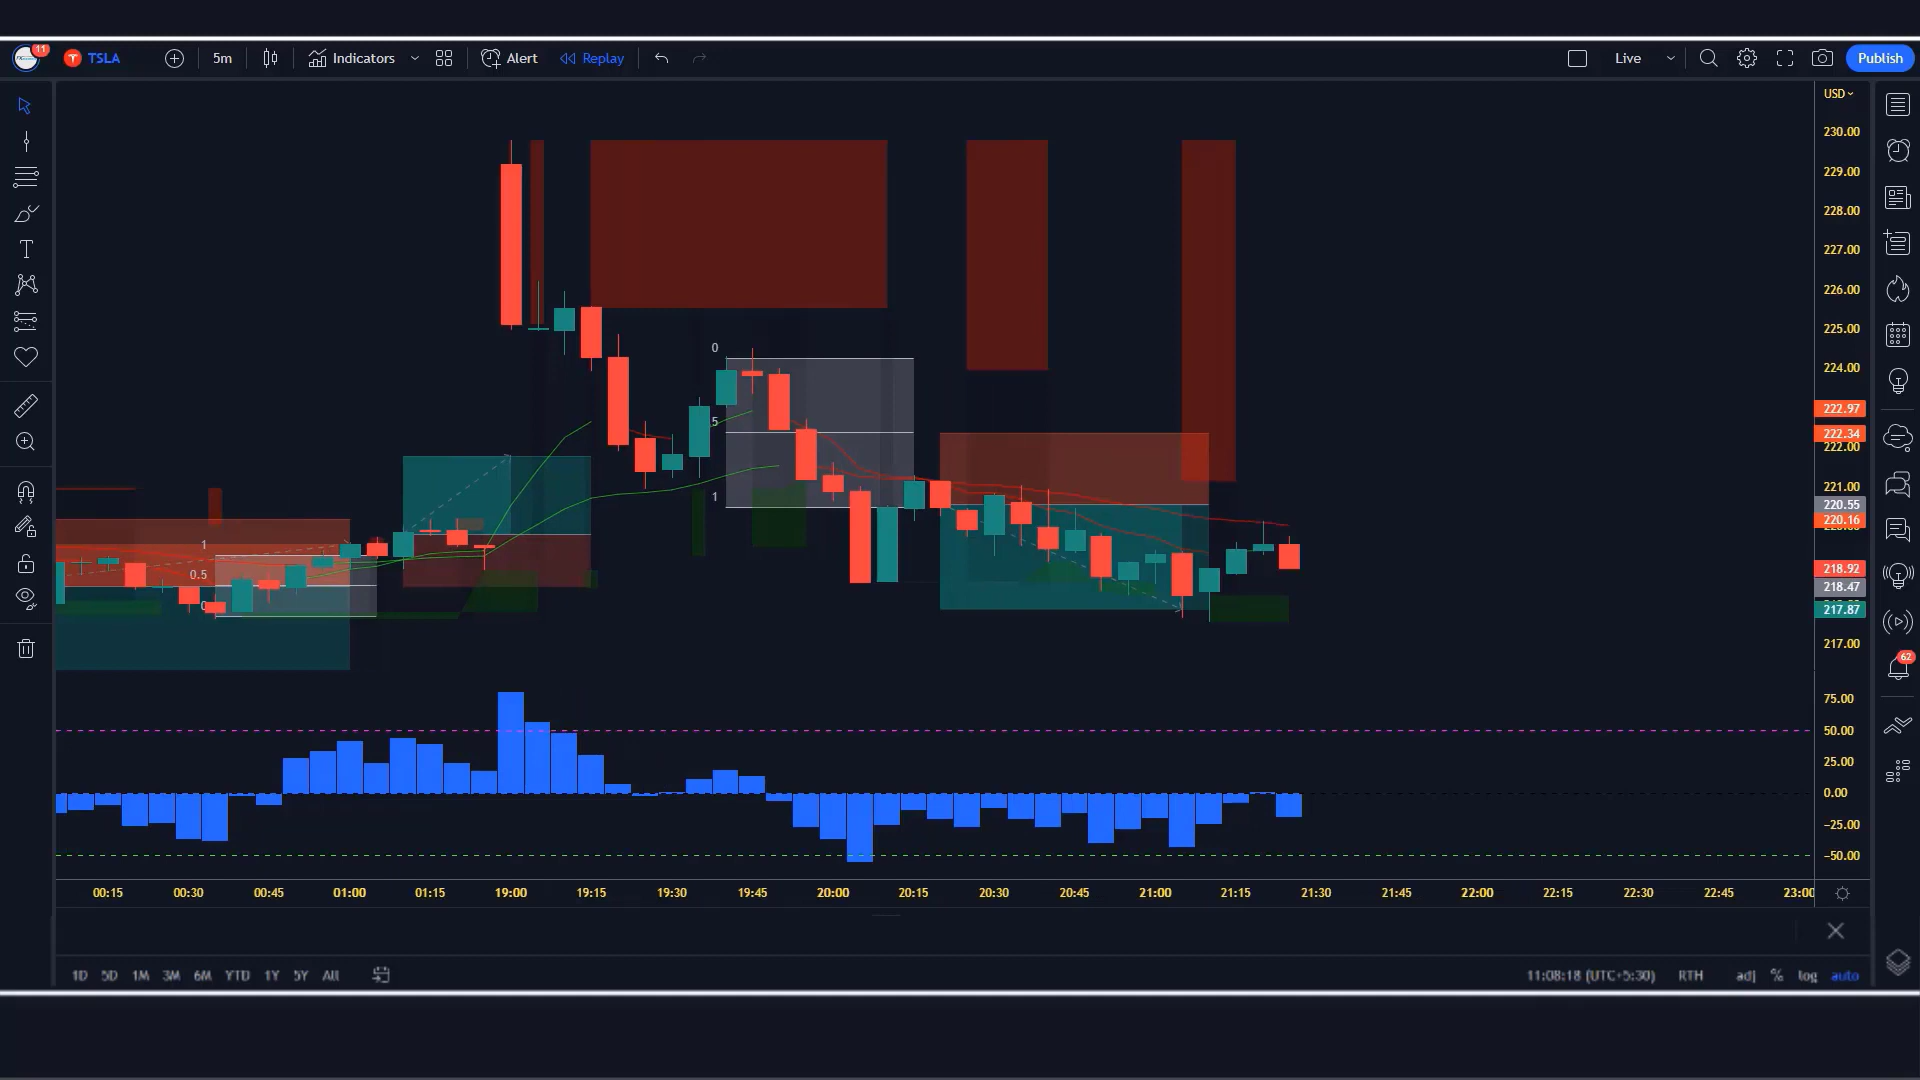 11
TSLA
5m
Indicators
Alert
Replay
Live
Publish
USD
230.00
229.00
228.00
227.00
226.00
225.00
224.00
222.97
222.34
222.00
221.00
220.55
220.16
218.92
218.47
217.87
217.00
0
.5
1
1
0.5
0
62
75.00
50.00
25.00
0.00
−25.00
−50.00
00:15 00:30 00:45 01:00 01:15 19:00 19:15 19:30 19:45 20:00 20:15 20:30 20:45 21:00 21:15 21:30 21:45 22:00 22:15 22:30 22:45 23:00
1D 5D 1M 3M 6M YTD 1Y 5Y All
11:08:18 (UTC+5:30) RTH adj % log auto